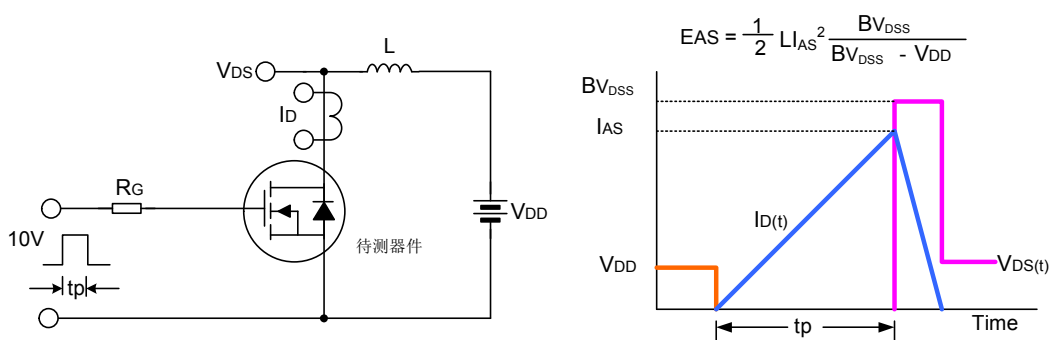 L
VDS
ID
RG
10V
tp
VDD
待测器件
EAS = 1/2 LIAS² BVDSS / (BVDSS - VDD)
BVDSS
IAS
ID(t)
VDD
VDS(t)
tp
Time